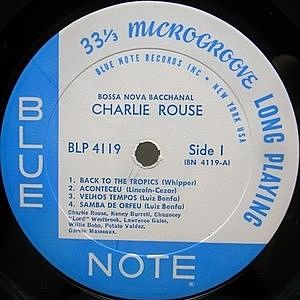 33⅓ MICROGROOVE LONG PLAYING
BLUE NOTE RECORDS INC • NEW YORK USA
BOSSA NOVA BACCHANAL
CHARLIE ROUSE
BLP 4119 Side 1
(BN 4119-A)
1. BACK TO THE TROPICS (Whipper)
2. ACONTECEU (Lincoln-Cezar)
3. VELHOS TEMPOS (Luiz Bonfa)
4. SAMBA DE ORFEU (Luiz Bonfa)
Charlie Rouse, Kenny Burrell, Chauncey
"Lord" Westbrook, Lawrence Gales,
Willie Bobo, Potato Valdez,
Garvin Masseaux.
BLUE
NOTE